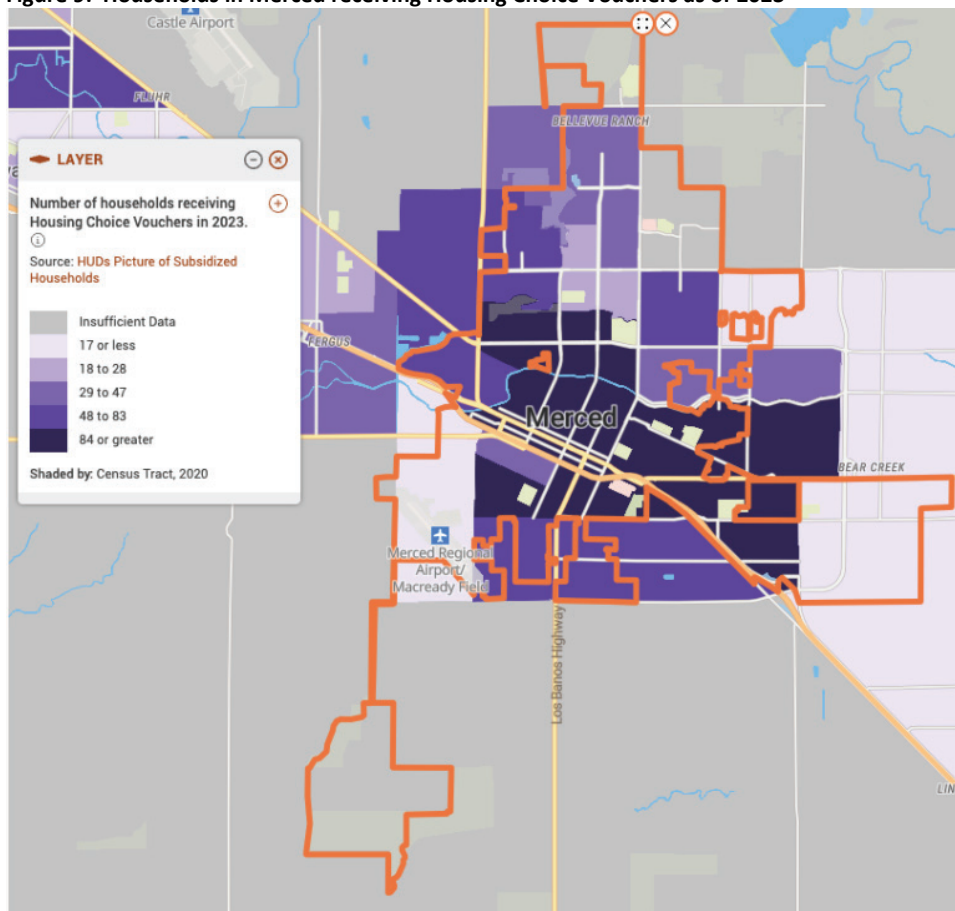 Castle Airport
FLUHR
BELLEVUE RANCH
LAYER
Number of households receiving
Housing Choice Vouchers in 2023.
Source: HUDs Picture of Subsidized
Households
Insufficient Data
17 or less
18 to 28
29 to 47
48 to 83
84 or greater
Shaded by: Census Tract, 2020
FERGUS
Merced
BEAR CREEK
Merced Regional
Airport/
Macready Field
Los Banos Highway
LIN